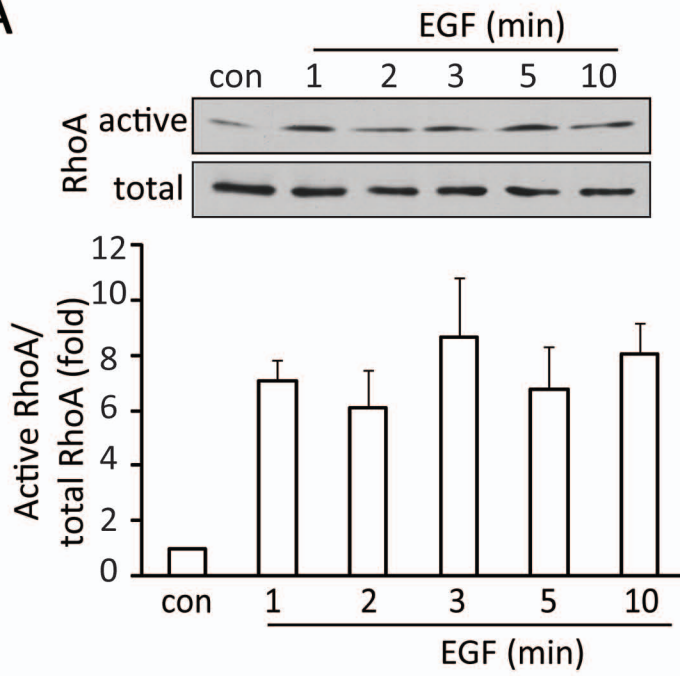 A
EGF (min)
con 1 2 3 5 10
RhoA
active
total
Active RhoA/
total RhoA (fold)
12
10
8
6
4
2
0
con 1 2 3 5 10
EGF (min)